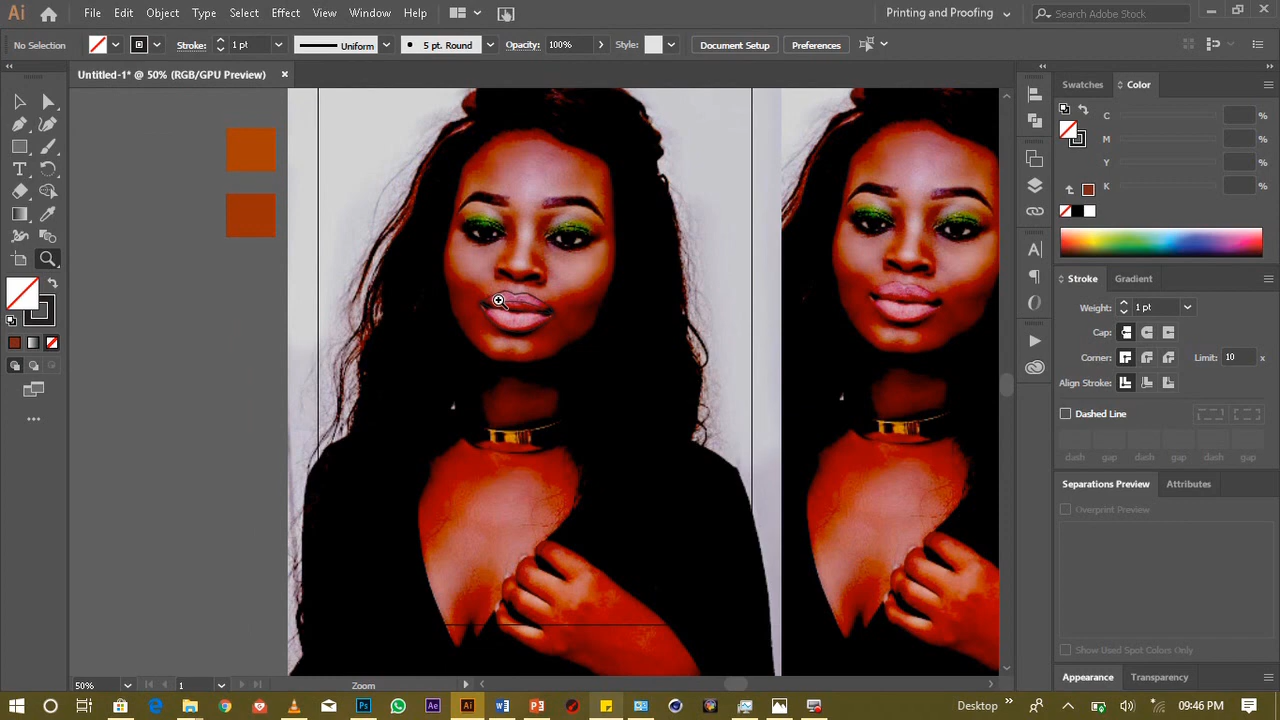 Ai File Edit Object Type Select Effect View Window Help Printing and Proofing Search Adobe Stock
No Selection Stroke: 1 pt Uniform 5 pt. Round Opacity: 100% Style: Document Setup Preferences
Untitled-1* @ 50% (RGB/GPU Preview)
Swatches Color
C %
M %
Y %
K %
Stroke Gradient
Weight: 1 pt
Cap:
Corner: Limit: 10 x
Align Stroke:
Dashed Line
dash gap dash gap dash gap
Separations Preview Attributes
Overprint Preview
Show Used Spot Colors Only
Appearance Transparency
50% 1 Zoom
Ps Ae Ai Desktop 09:46 PM